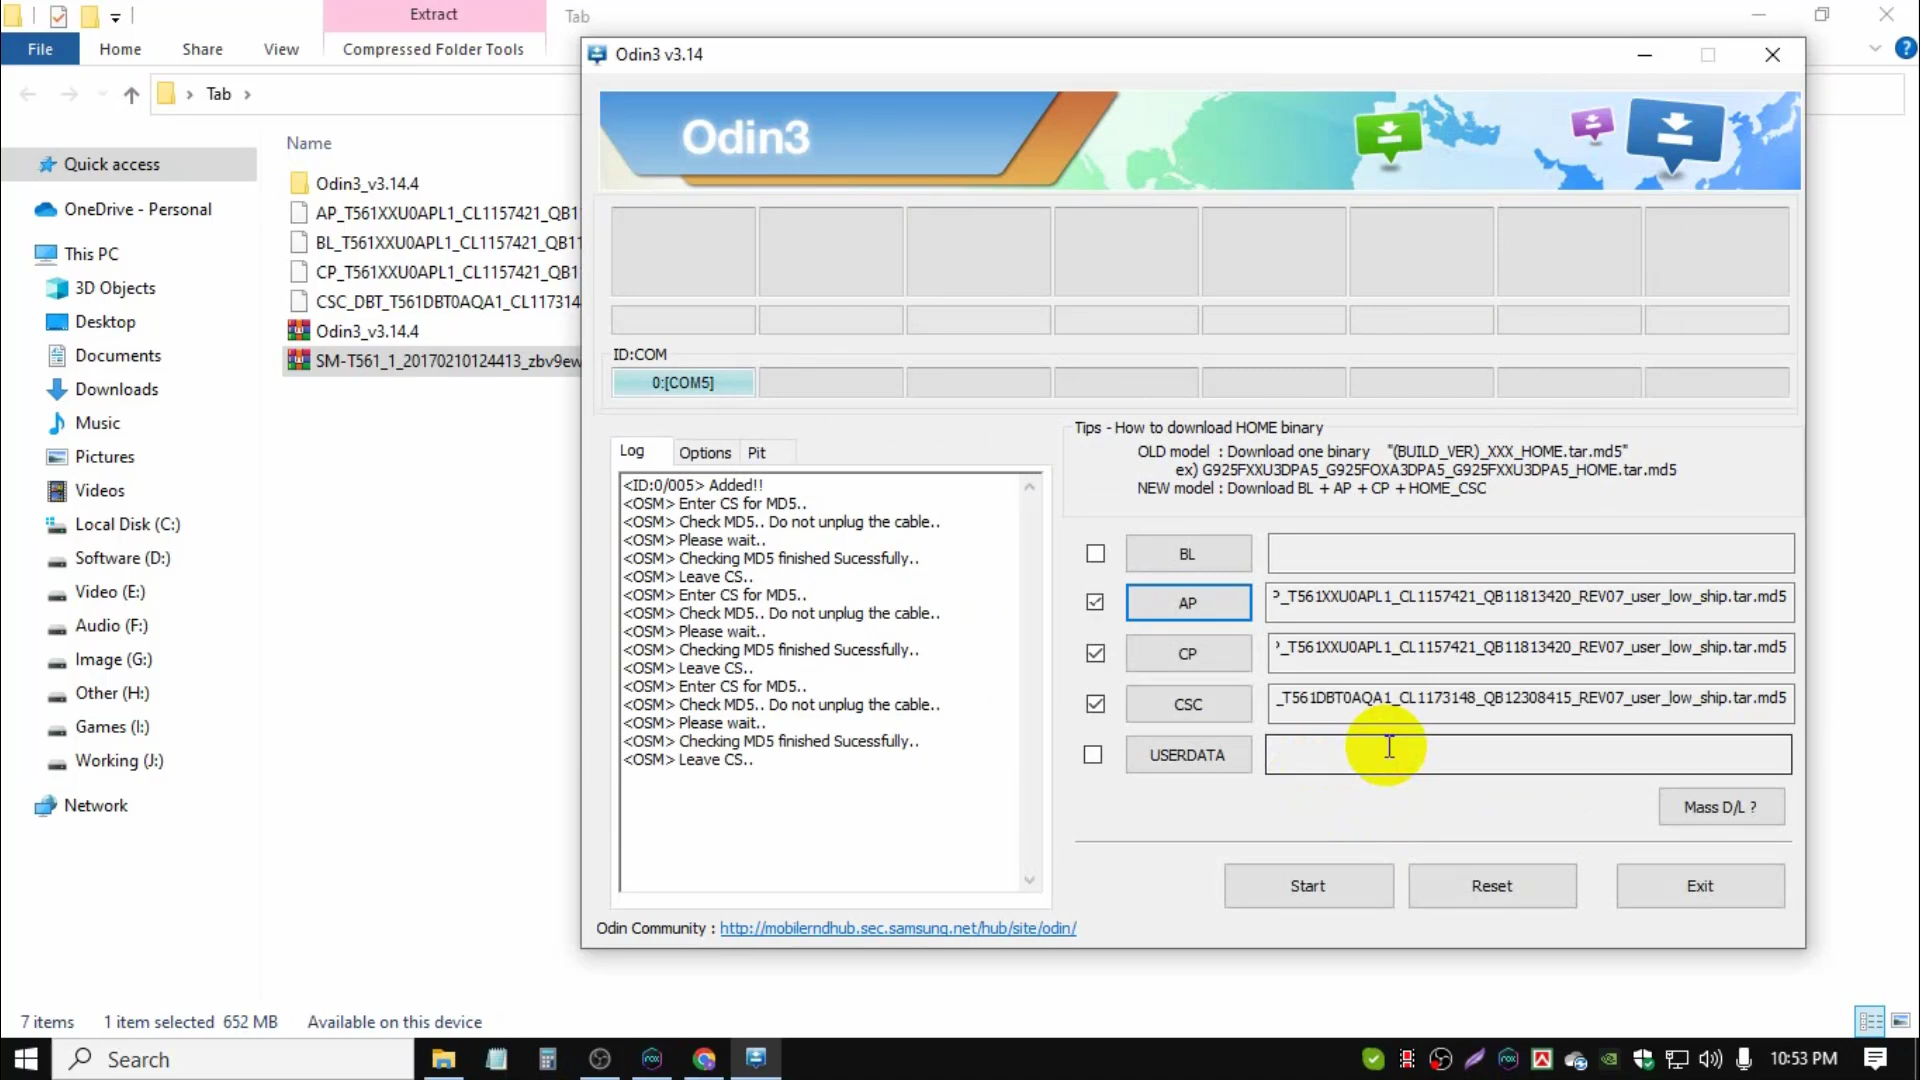 Extract
Tab
File
Home
Share
View
Compressed Folder Tools
Tab
Name
Quick access
OneDrive - Personal
This PC
3D Objects
Desktop
Documents
Downloads
Music
Pictures
Videos
Local Disk (C:)
Software (D:)
Video (E:)
Audio (F:)
Image (G:)
Other (H:)
Games (I:)
Working (J:)
Network
Odin3_v3.14.4
AP_T561XXU0APL1_CL1157421_QB1
BL_T561XXU0APL1_CL1157421_QB1
CP_T561XXU0APL1_CL1157421_QB1
CSC_DBT_T561DBT0AQA1_CL117314
Odin3_v3.14.4
SM-T561_1_20170210124413_zbv9ew
7 items
1 item selected 652 MB
Available on this device
Odin3 v3.14
Odin3
ID:COM
0:[COM5]
Log
Options
Pit
<ID:0/005> Added!!
<OSM> Enter CS for MD5..
<OSM> Check MD5.. Do not unplug the cable..
<OSM> Please wait..
<OSM> Checking MD5 finished Sucessfully..
<OSM> Leave CS..
<OSM> Enter CS for MD5..
<OSM> Check MD5.. Do not unplug the cable..
<OSM> Please wait..
<OSM> Checking MD5 finished Sucessfully..
<OSM> Leave CS..
<OSM> Enter CS for MD5..
<OSM> Check MD5.. Do not unplug the cable..
<OSM> Please wait..
<OSM> Checking MD5 finished Sucessfully..
<OSM> Leave CS..
Tips - How to download HOME binary
OLD model : Download one binary "(BUILD_VER)_XXX_HOME.tar.md5"
ex) G925FXXU3DPA5_G925FOXA3DPA5_G925FXXU3DPA5_HOME.tar.md5
NEW model : Download BL + AP + CP + HOME_CSC
BL
AP
P_T561XXU0APL1_CL1157421_QB11813420_REV07_user_low_ship.tar.md5
CP
P_T561XXU0APL1_CL1157421_QB11813420_REV07_user_low_ship.tar.md5
CSC
_T561DBT0AQA1_CL1173148_QB12308415_REV07_user_low_ship.tar.md5
USERDATA
Mass D/L ?
Start
Reset
Exit
Odin Community : http://mobilerndhub.sec.samsung.net/hub/site/odin/
Search
10:53 PM